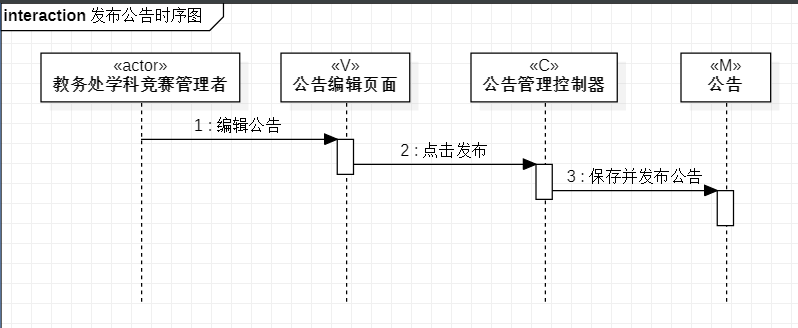 interaction 发布公告时序图
«actor»
教务处学科竞赛管理者
«V»
公告编辑页面
«C»
公告管理控制器
«M»
公告
1 : 编辑公告
2 : 点击发布
3 : 保存并发布公告